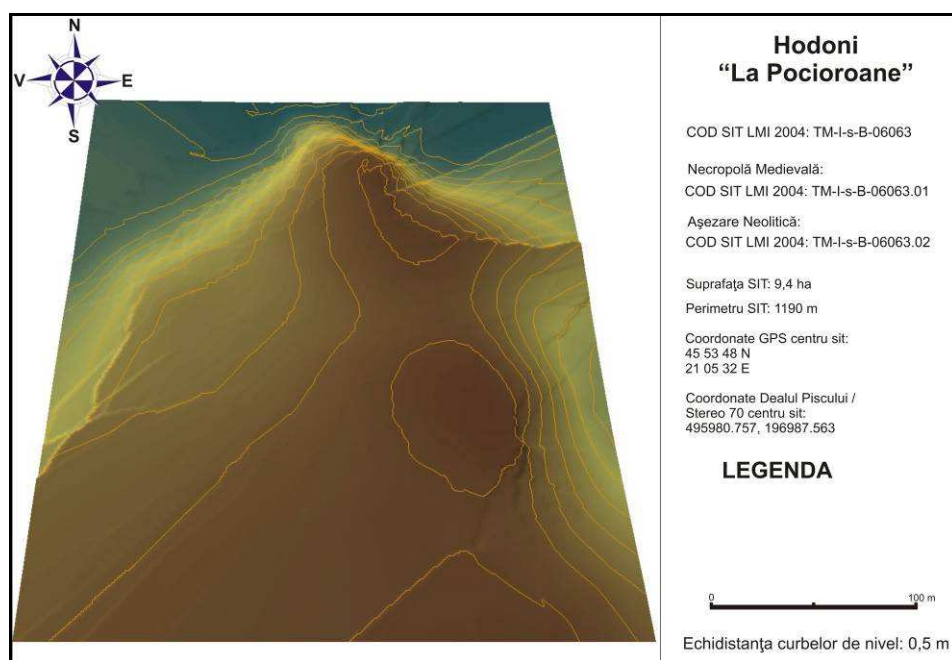 N
V E
S
Hodoni
“La Pocioroane”
COD SIT LMI 2004: TM-I-s-B-06063
Necropolă Medievală:
COD SIT LMI 2004: TM-I-s-B-06063.01
Aşezare Neolitică:
COD SIT LMI 2004: TM-I-s-B-06063.02
Suprafaţa SIT: 9,4 ha
Perimetru SIT: 1190 m
Coordonate GPS centru sit:
45 53 48 N
21 05 32 E
Coordonate Dealul Piscului /
Stereo 70 centru sit:
495980.757, 196987.563
LEGENDA
0 100 m
Echidistanţa curbelor de nivel: 0,5 m